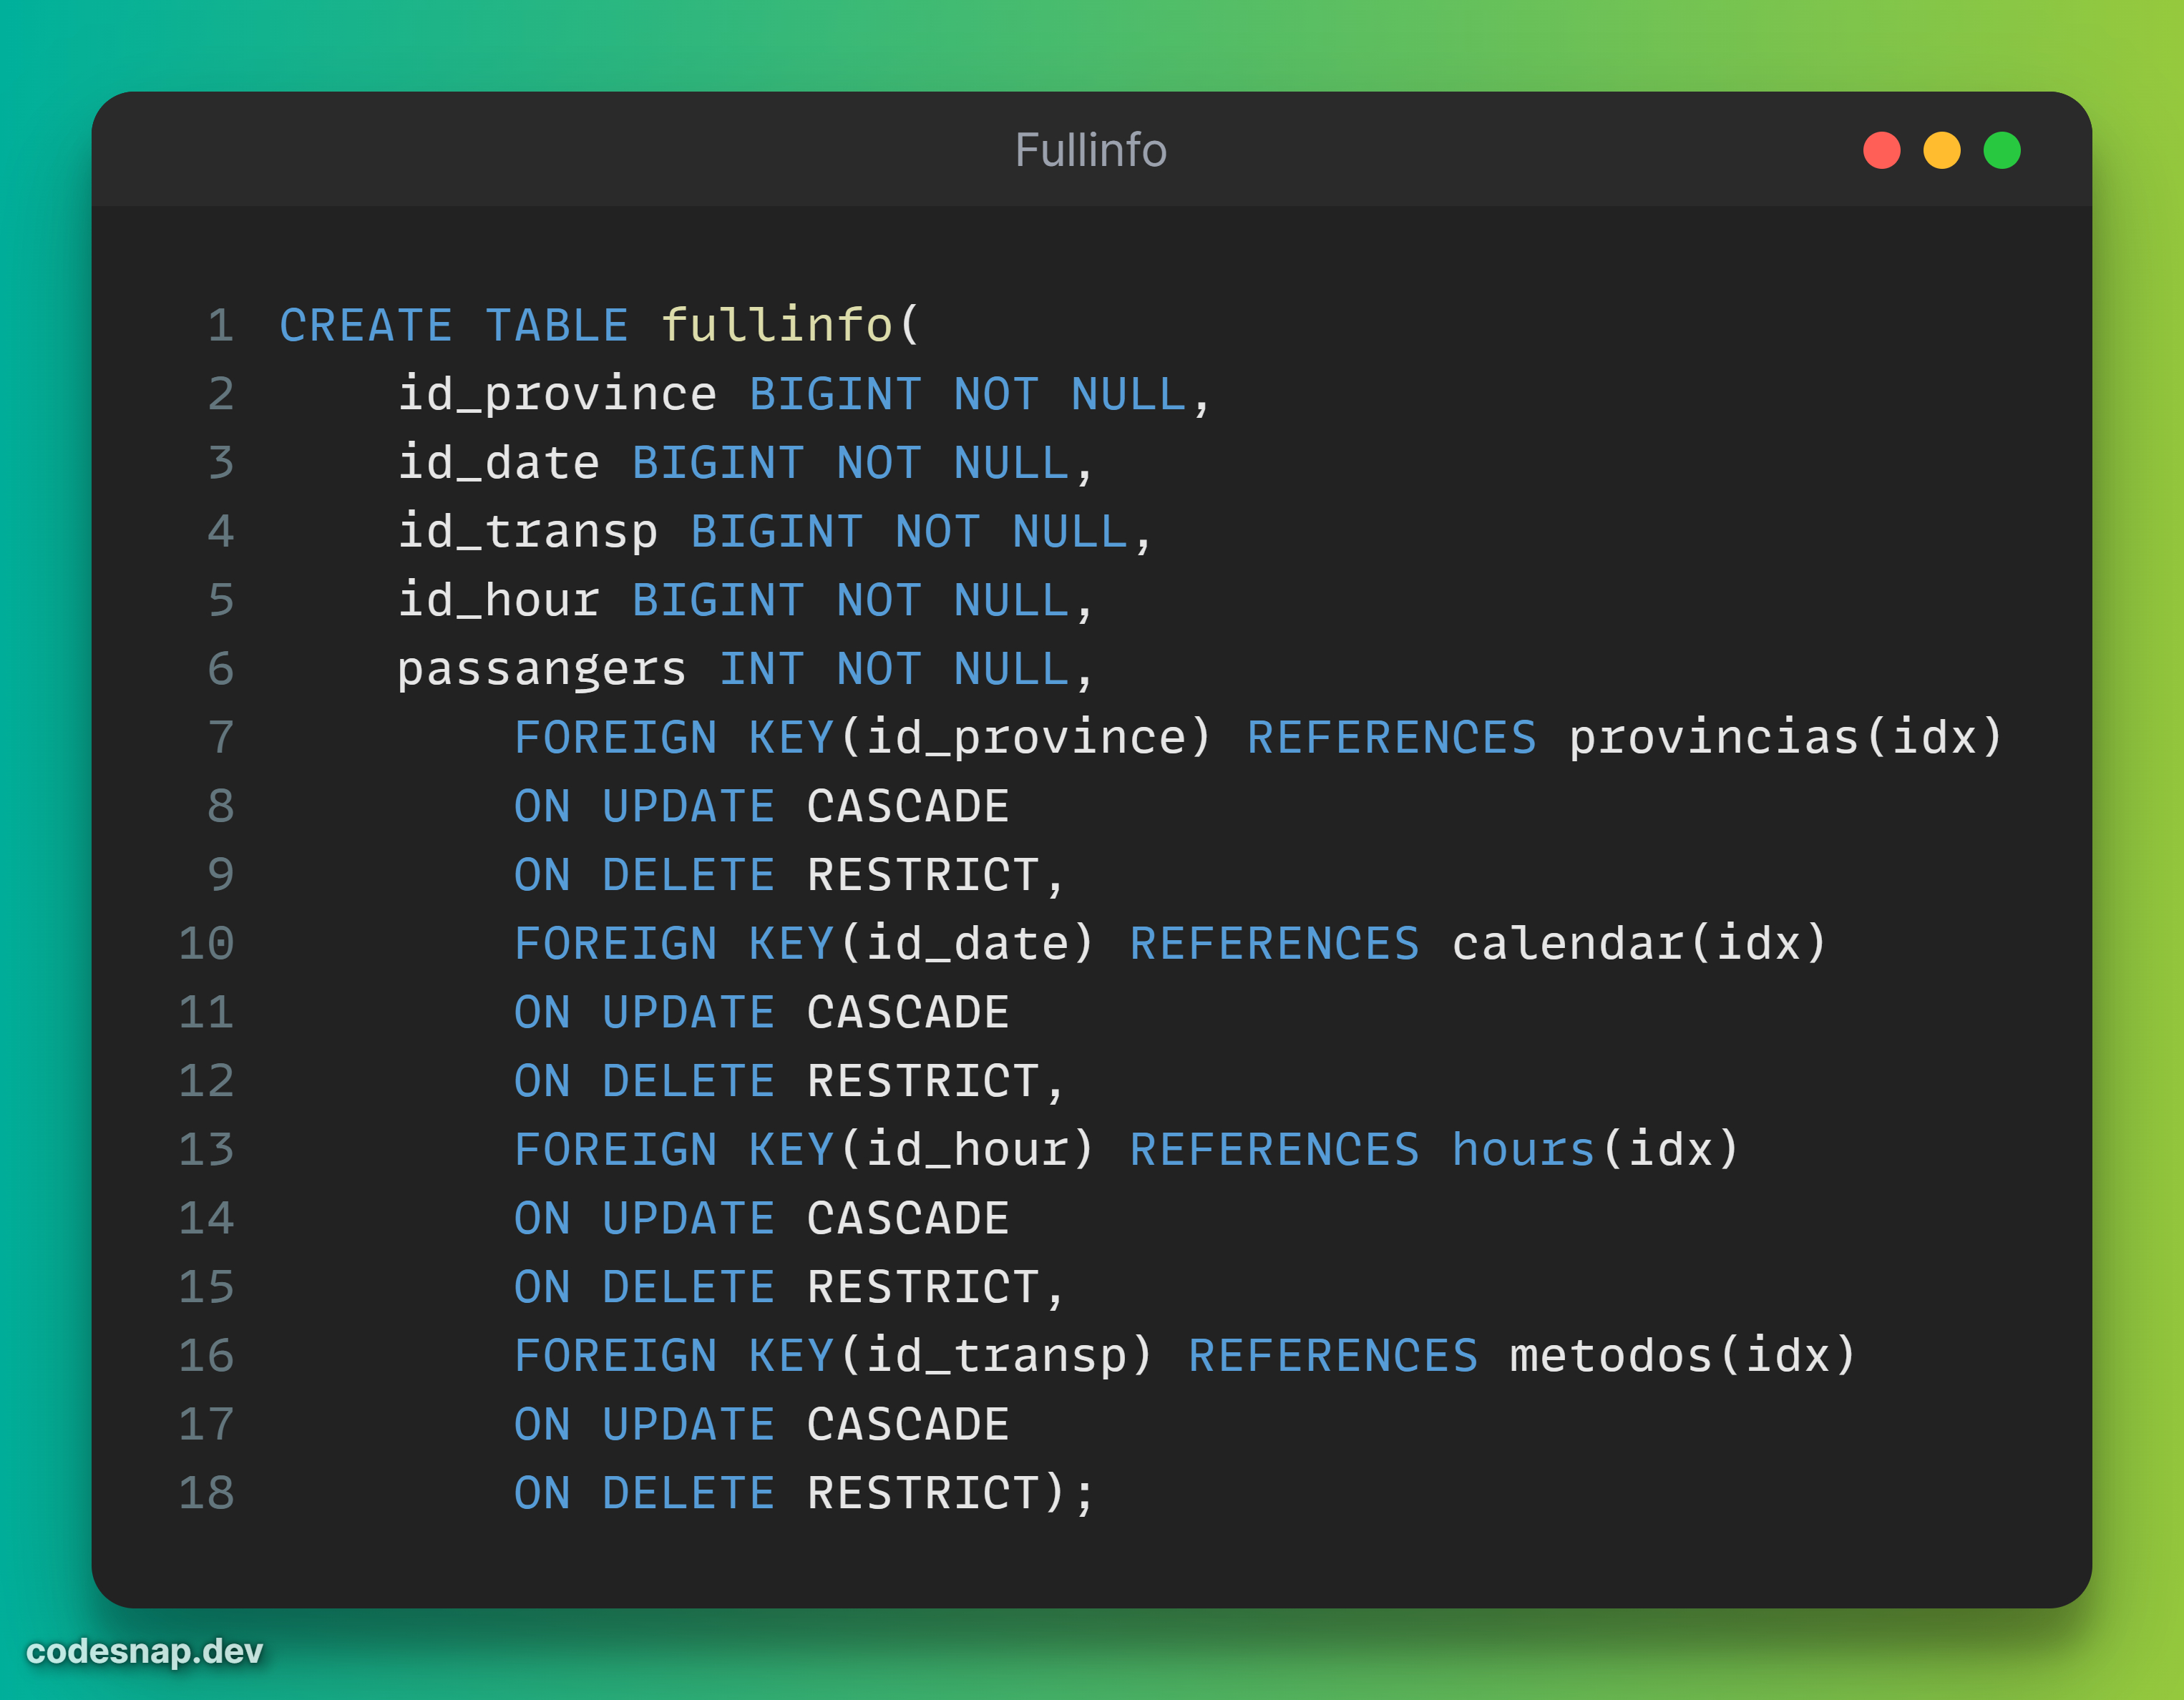 Fullinfo
1 CREATE TABLE fullinfo(
2     id_province BIGINT NOT NULL,
3     id_date BIGINT NOT NULL,
4     id_transp BIGINT NOT NULL,
5     id_hour BIGINT NOT NULL,
6     passangers INT NOT NULL,
7         FOREIGN KEY(id_province) REFERENCES provincias(idx)
8         ON UPDATE CASCADE
9         ON DELETE RESTRICT,
10         FOREIGN KEY(id_date) REFERENCES calendar(idx)
11         ON UPDATE CASCADE
12         ON DELETE RESTRICT,
13         FOREIGN KEY(id_hour) REFERENCES hours(idx)
14         ON UPDATE CASCADE
15         ON DELETE RESTRICT,
16         FOREIGN KEY(id_transp) REFERENCES metodos(idx)
17         ON UPDATE CASCADE
18         ON DELETE RESTRICT);
codesnap.dev